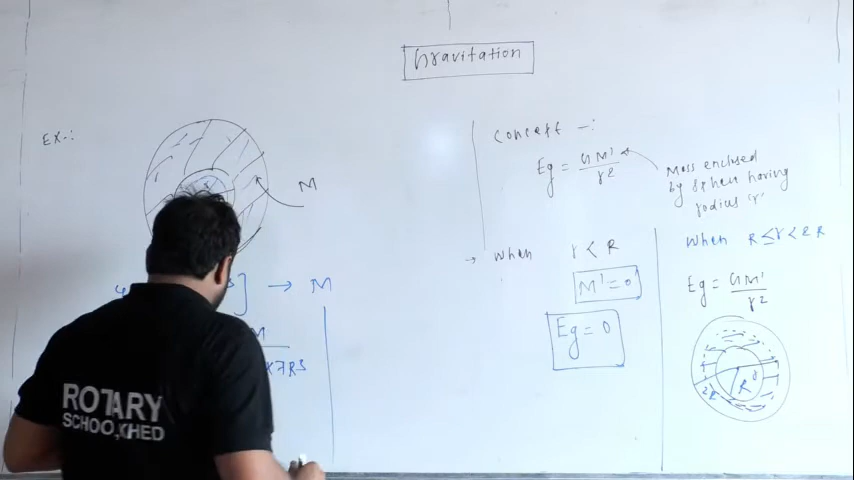 Gravitation
Ex-:
M
→ M
M
×7R3
Concept -:
Eg = GM'
r2
Mass enclosed
by sphere having
radius 'r'
→ when r < R
M' = 0
Eg = 0
when R ≤ r < 2R
Eg = GM'
r2
r
R
2R
ROTARY
SCHOOL, KHED